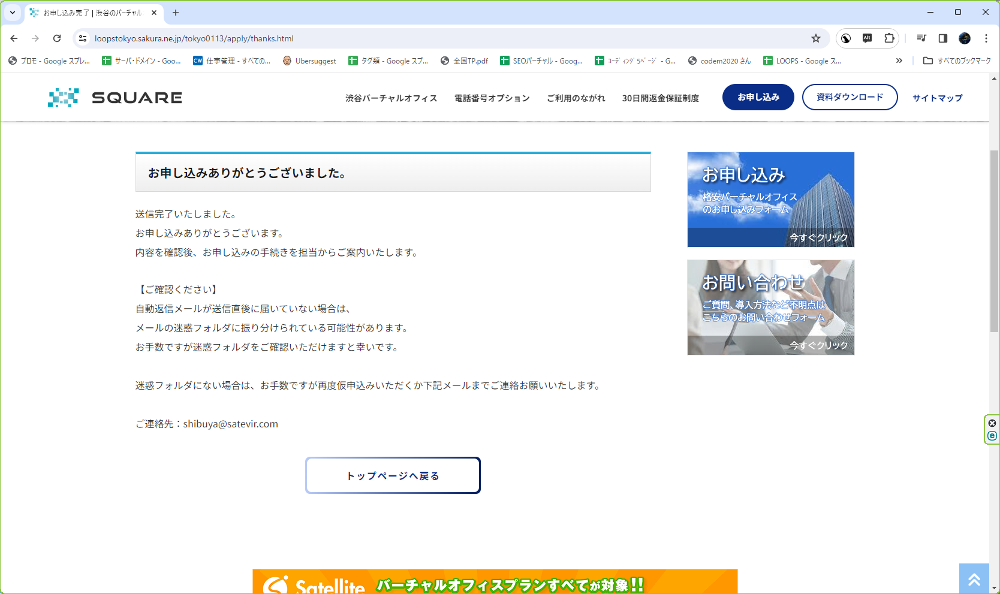 お申し込み完了 | 渋谷のバーチャル
loopstokyo.sakura.ne.jp/tokyo0113/apply/thanks.html
Alt
プロモ - Google スプレ...
サーバ・ドメイン - Goo...
CW 仕事管理 - すべての...
Ubersuggest
タグ類 - Google スプ...
全国TP.pdf
SEOバーチャル - Goog...
ｺｰﾃﾞｨﾝｸﾞ 5ﾍﾟｰｼﾞ - G...
codem2020 さん
LOOPS - Google ス...
すべてのブックマーク
SQUARE
渋谷バーチャルオフィス
電話番号オプション
ご利用のながれ
30日間返金保証制度
お申し込み
資料ダウンロード
サイトマップ
お申し込みありがとうございました。
送信完了いたしました。
お申し込みありがとうございます。
内容を確認後、お申し込みの手続きを担当からご案内いたします。
【ご確認ください】
自動返信メールが送信直後に届いていない場合は、
メールの迷惑フォルダに振り分けられている可能性があります。
お手数ですが迷惑フォルダをご確認いただけますと幸いです。
迷惑フォルダにない場合は、お手数ですが再度仮申込みいただくか下記メールまでご連絡お願いいたします。
ご連絡先：shibuya@satevir.com
トップページへ戻る
お申し込み
格安バーチャルオフィス
のお申し込みフォーム
今すぐクリック
お問い合わせ
ご質問、導入方法など不明点は
こちらのお問い合わせフォーム
今すぐクリック
e
Satellite バーチャルオフィスプランすべてが対象!!